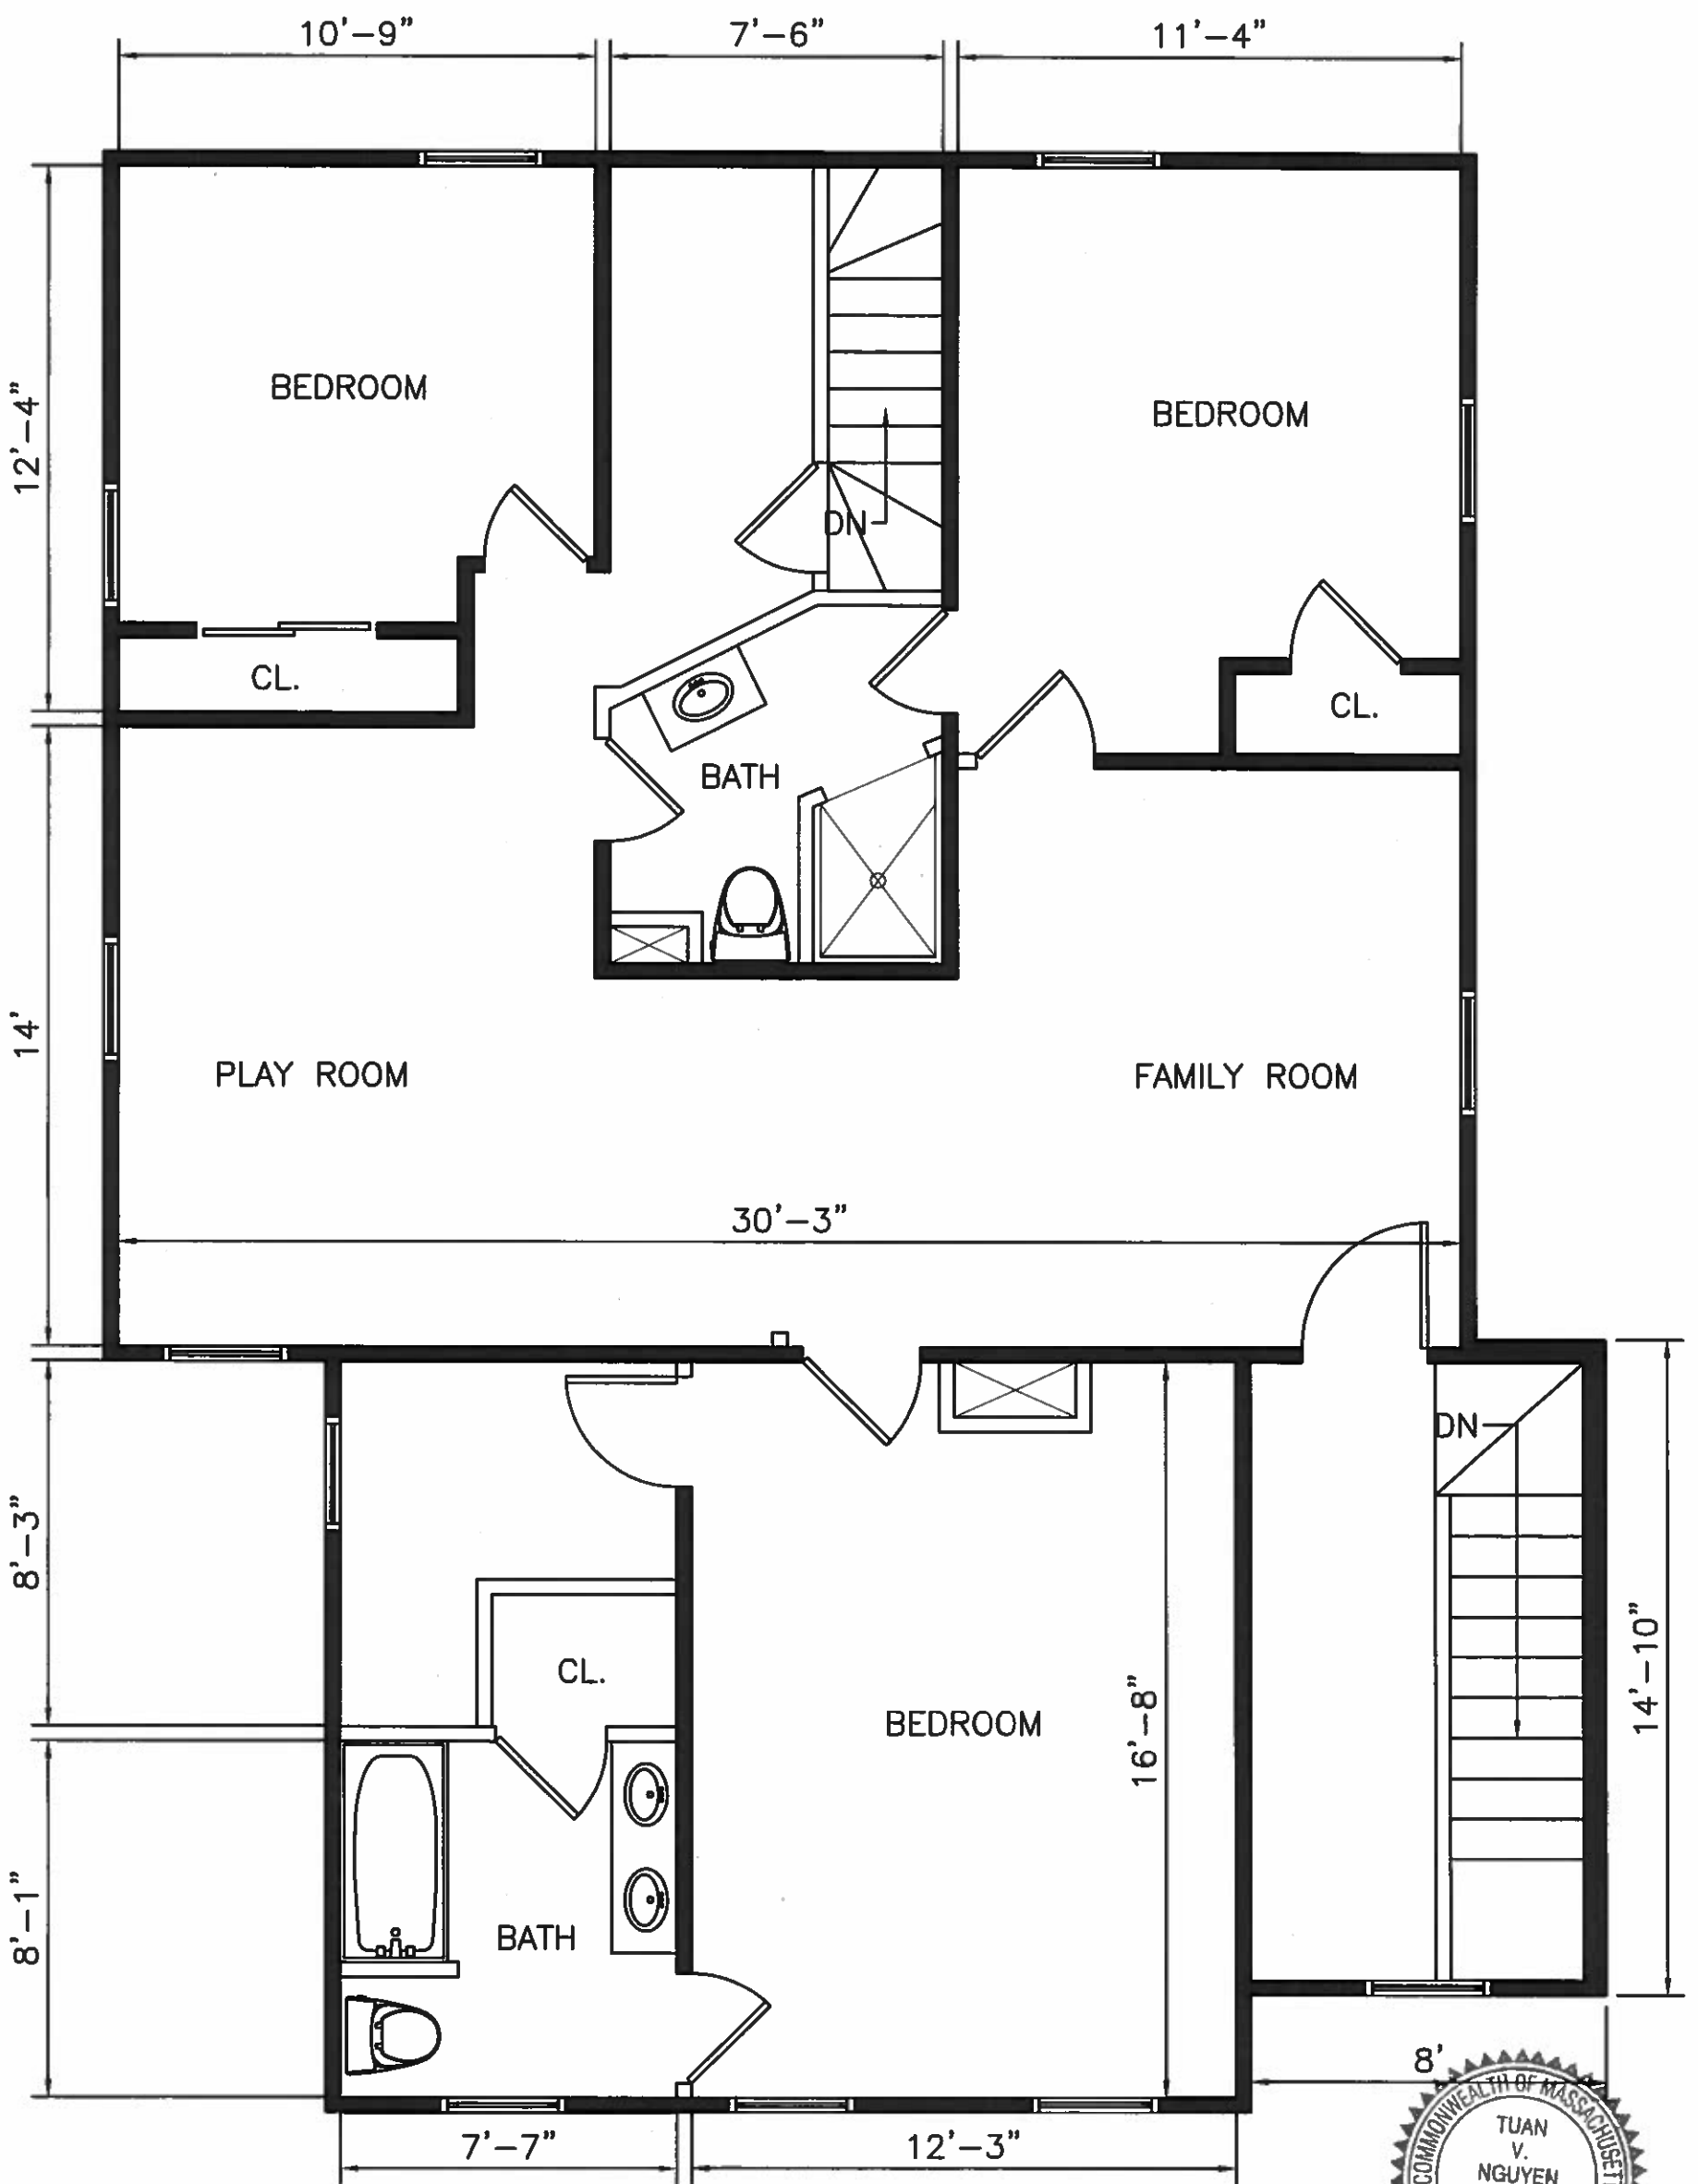 10'-9"
7'-6"
11'-4"
12'-4"
BEDROOM
BEDROOM
DN
CL.
CL.
BATH
14'
PLAY ROOM
FAMILY ROOM
30'-3"
DN
8'-3"
CL.
BEDROOM
16'-8"
14'-10"
8'-1"
BATH
8'
COMMONWEALTH OF
TUAN
V.
NGUYEN
7'-7"
12'-3"